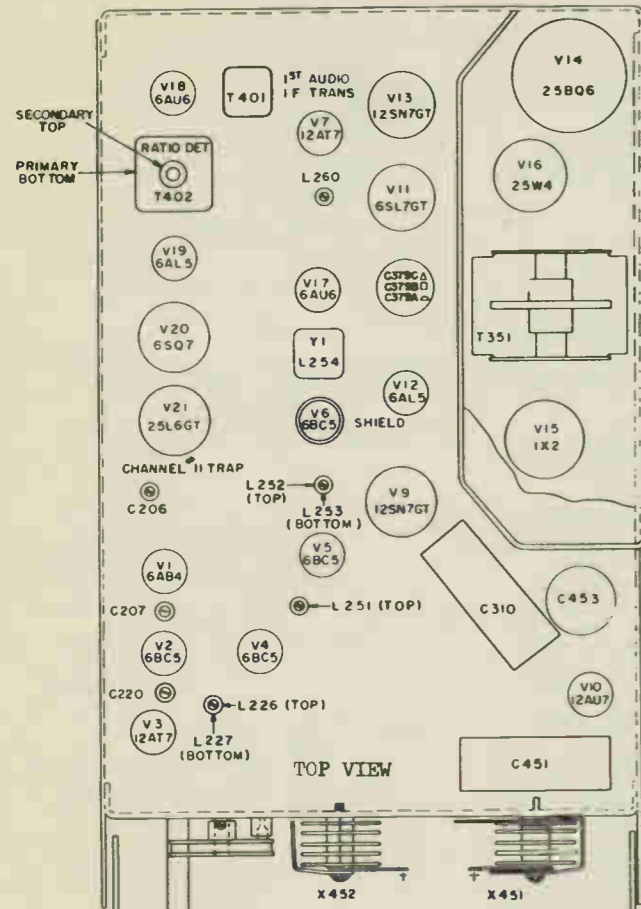 V18
6AU6
T401
1ST AUDIO
I F TRANS
V13
12SN7GT
V14
25BQ6
V7
12AT7
SECONDARY
TOP
PRIMARY
BOTTOM
RATIO DET
T402
L260
V11
6SL7GT
V16
25W4
V19
6AL5
V17
6AU6
C379C
C379B
C379A
T351
V20
6SQ7
Y1
L254
V12
6AL5
V21
25L6GT
V6
6BC5
SHIELD
V15
1X2
CHANNEL 11 TRAP
C206
L252
(TOP)
L253
(BOTTOM)
V9
12SN7GT
V5
6BC5
V1
6AB4
C207
L251 (TOP)
C310
C453
V2
6BC5
V4
6BC5
C220
V10
12AU7
V3
12AT7
L226 (TOP)
L227
(BOTTOM)
TOP VIEW
C451
X452
+
+
X451